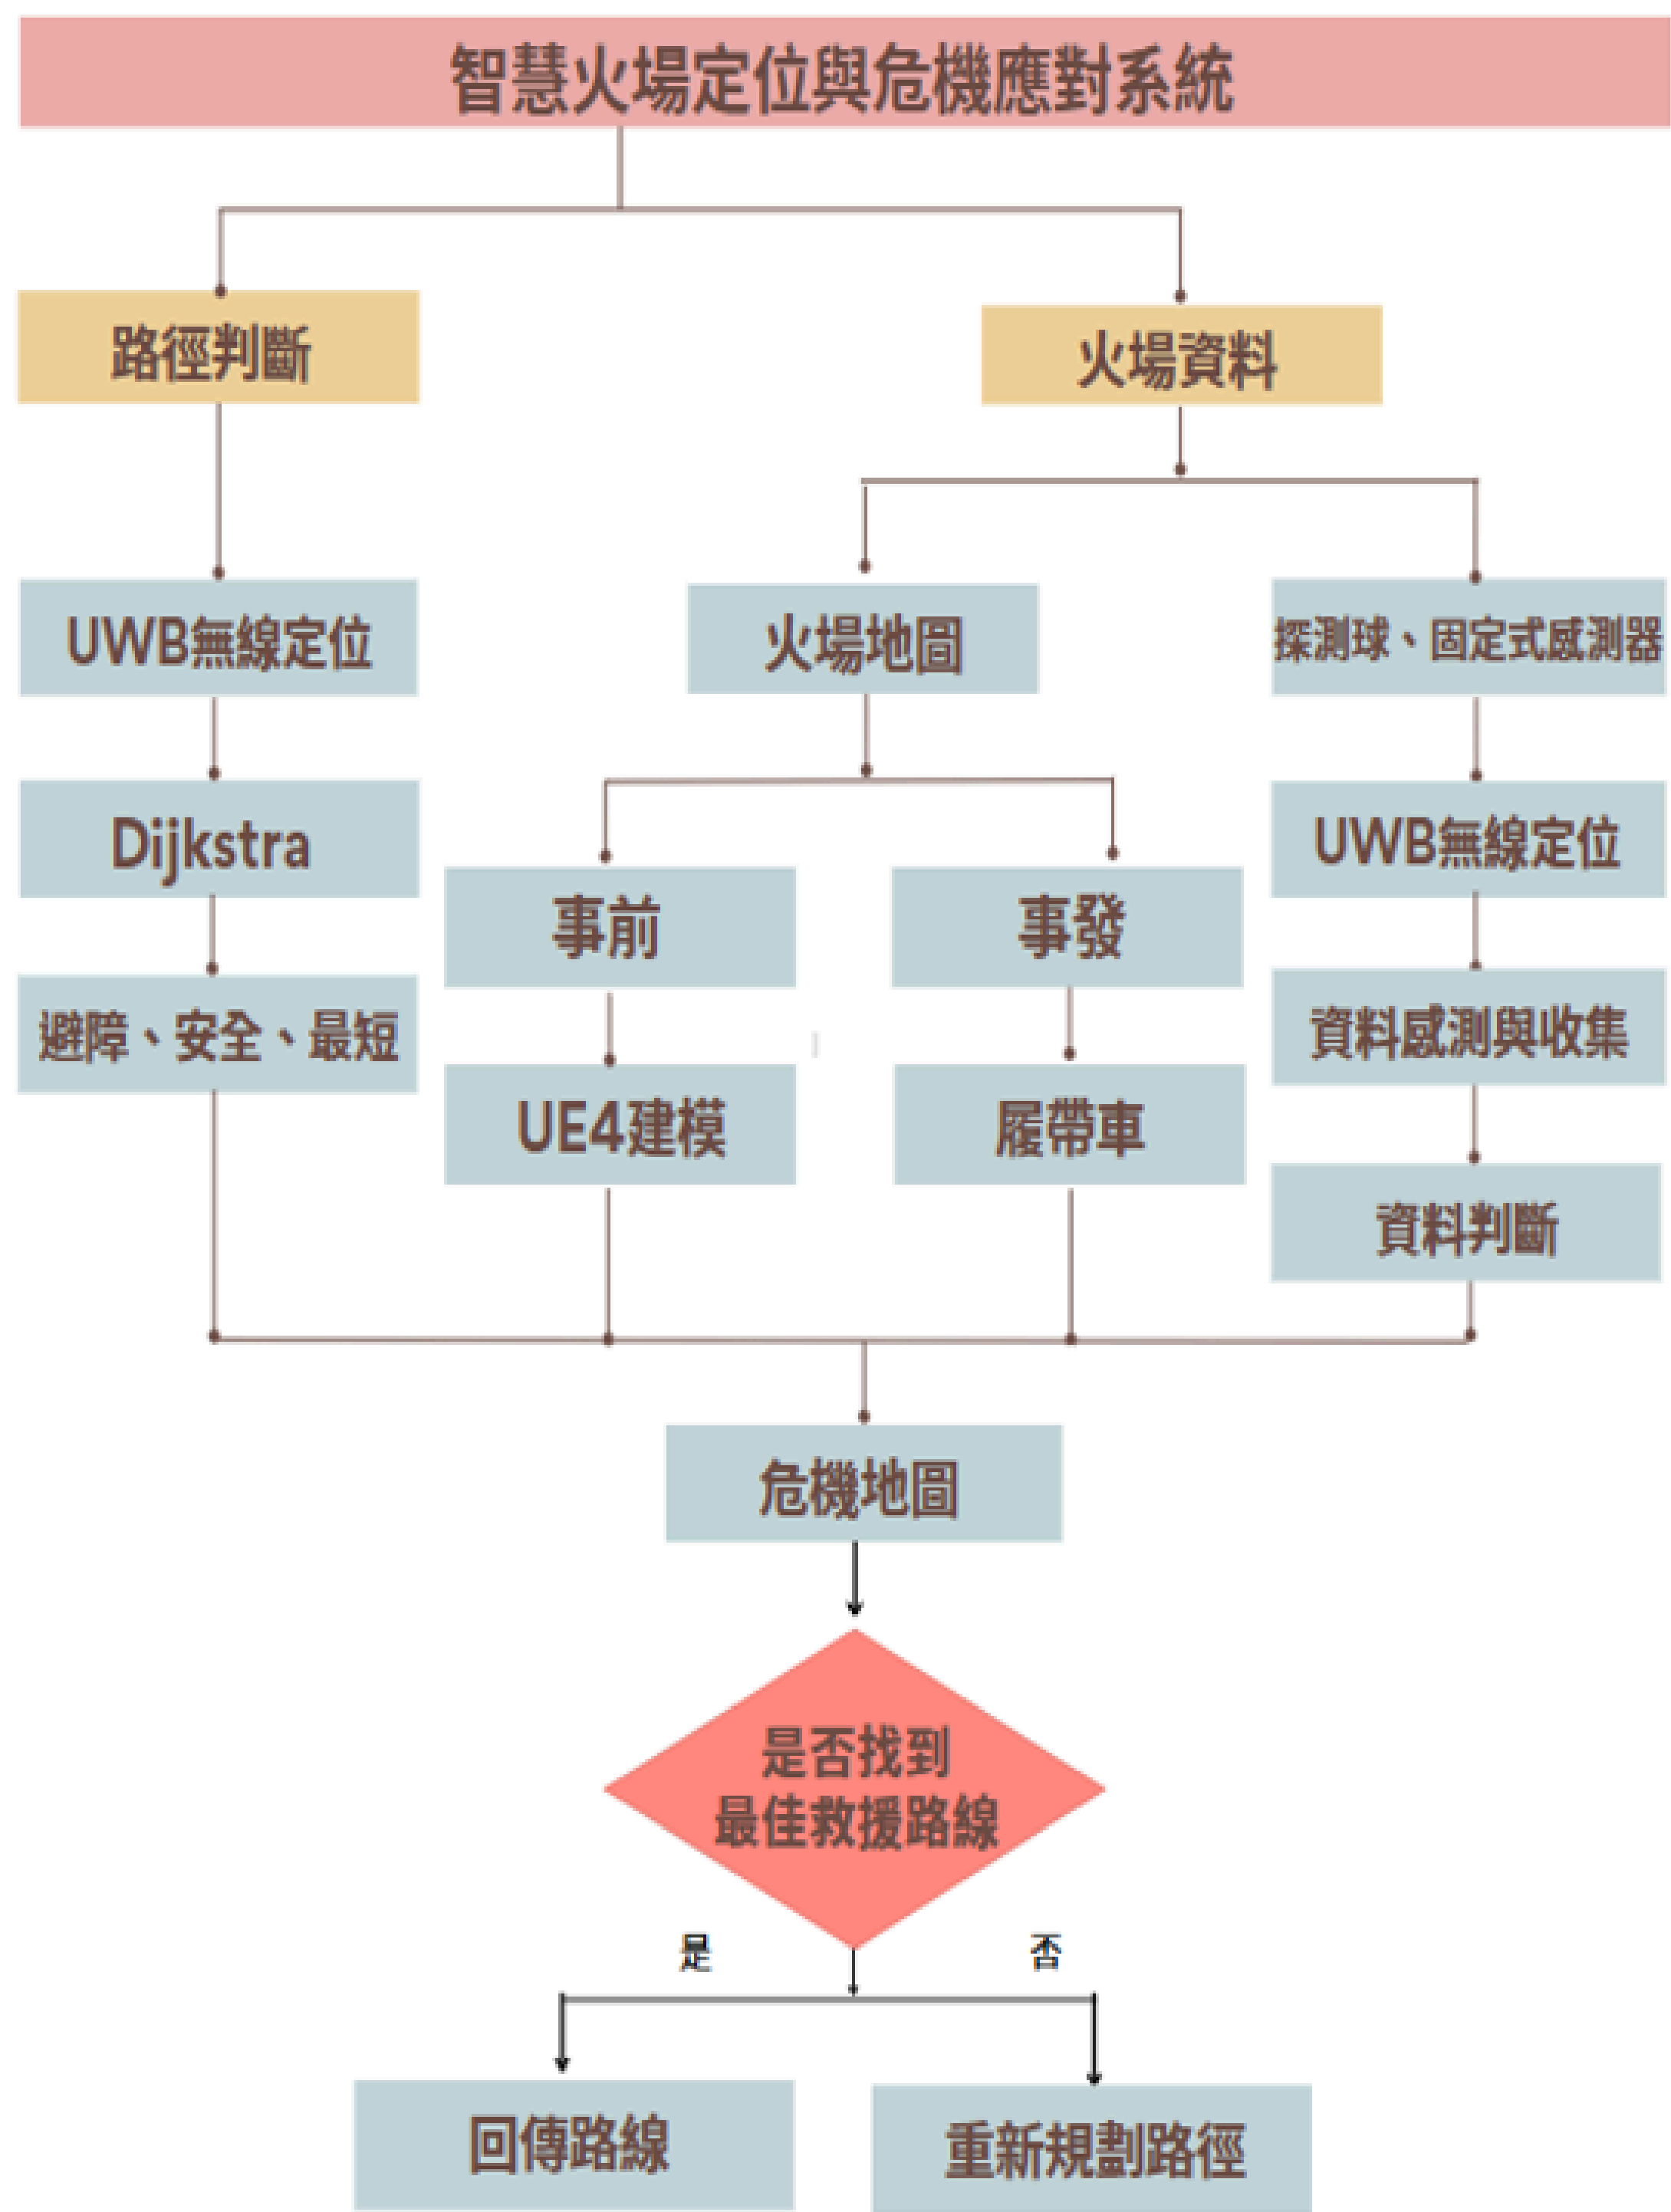 智慧火場定位與危機應對系統
路徑判斷
火場資料
UWB無線定位
火場地圖
探測球、固定式感測器
Dijkstra
UWB無線定位
事前
事發
避障、安全、最短
資料感測與收集
UE4建模
履帶車
資料判斷
危機地圖
是否找到
最佳救援路線
是
否
回傳路線
重新規劃路徑